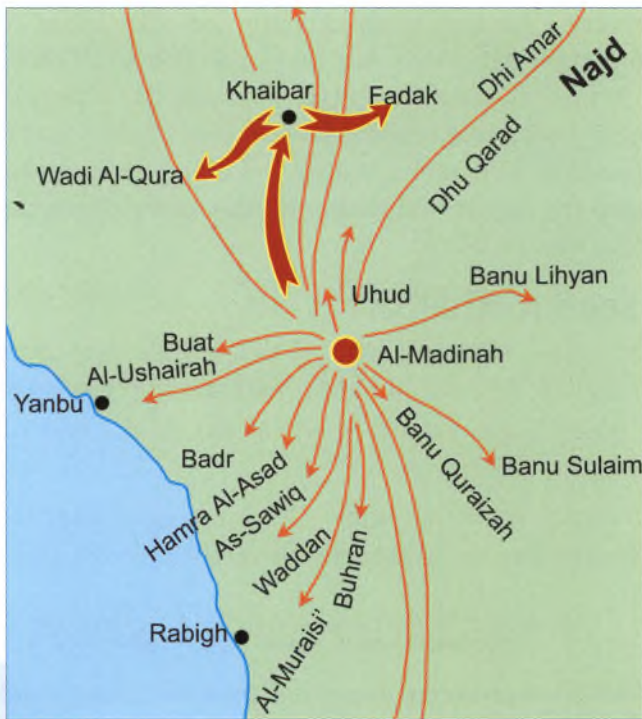 Najd
Dhi Amar
Khaibar
Fadak
Dhu Qarad
Wadi Al-Qura
Banu Lihyan
Uhud
Buat
Al-Madinah
Al-Ushairah
Yanbu
Badr
Hamra Al-Asad
As-Sawiq
Waddan
Buhran
Banu Quraizah
Banu Sulaim
Rabigh
Al-Muraisi'